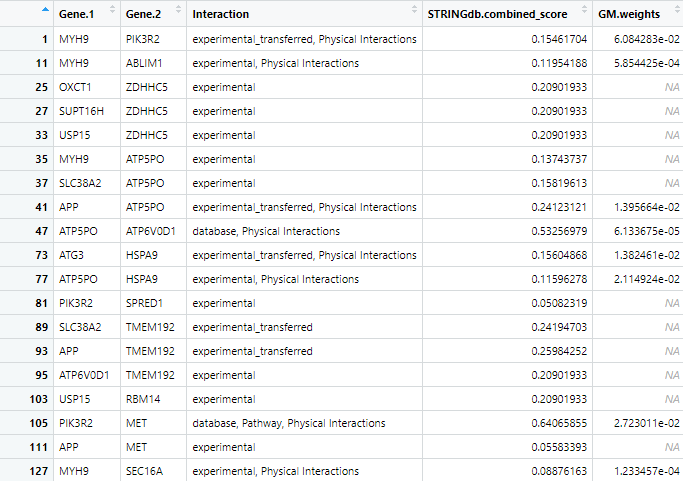 Gene.1 Gene.2 Interaction STRINGdb.combined_score GM.weights
1 MYH9 PIK3R2 experimental_transferred, Physical Interactions 0.15461704 6.084283e-02
11 MYH9 ABLIM1 experimental, Physical Interactions 0.11954188 5.854425e-04
25 OXCT1 ZDHHC5 experimental 0.20901933 NA
27 SUPT16H ZDHHC5 experimental 0.20901933 NA
33 USP15 ZDHHC5 experimental 0.20901933 NA
35 MYH9 ATP5PO experimental 0.13743737 NA
37 SLC38A2 ATP5PO experimental 0.15819613 NA
41 APP ATP5PO experimental_transferred, Physical Interactions 0.24123121 1.395664e-02
47 ATP5PO ATP6V0D1 database, Physical Interactions 0.53256979 6.133675e-05
73 ATG3 HSPA9 experimental_transferred, Physical Interactions 0.15604868 1.382461e-02
77 ATP5PO HSPA9 experimental, Physical Interactions 0.11596278 2.114924e-02
81 PIK3R2 SPRED1 experimental 0.05082319 NA
89 SLC38A2 TMEM192 experimental_transferred 0.24194703 NA
93 APP TMEM192 experimental_transferred 0.25984252 NA
95 ATP6V0D1 TMEM192 experimental 0.20901933 NA
103 USP15 RBM14 experimental 0.20901933 NA
105 PIK3R2 MET database, Pathway, Physical Interactions 0.64065855 2.723011e-02
111 APP MET experimental 0.05583393 NA
127 MYH9 SEC16A experimental, Physical Interactions 0.08876163 1.233457e-04